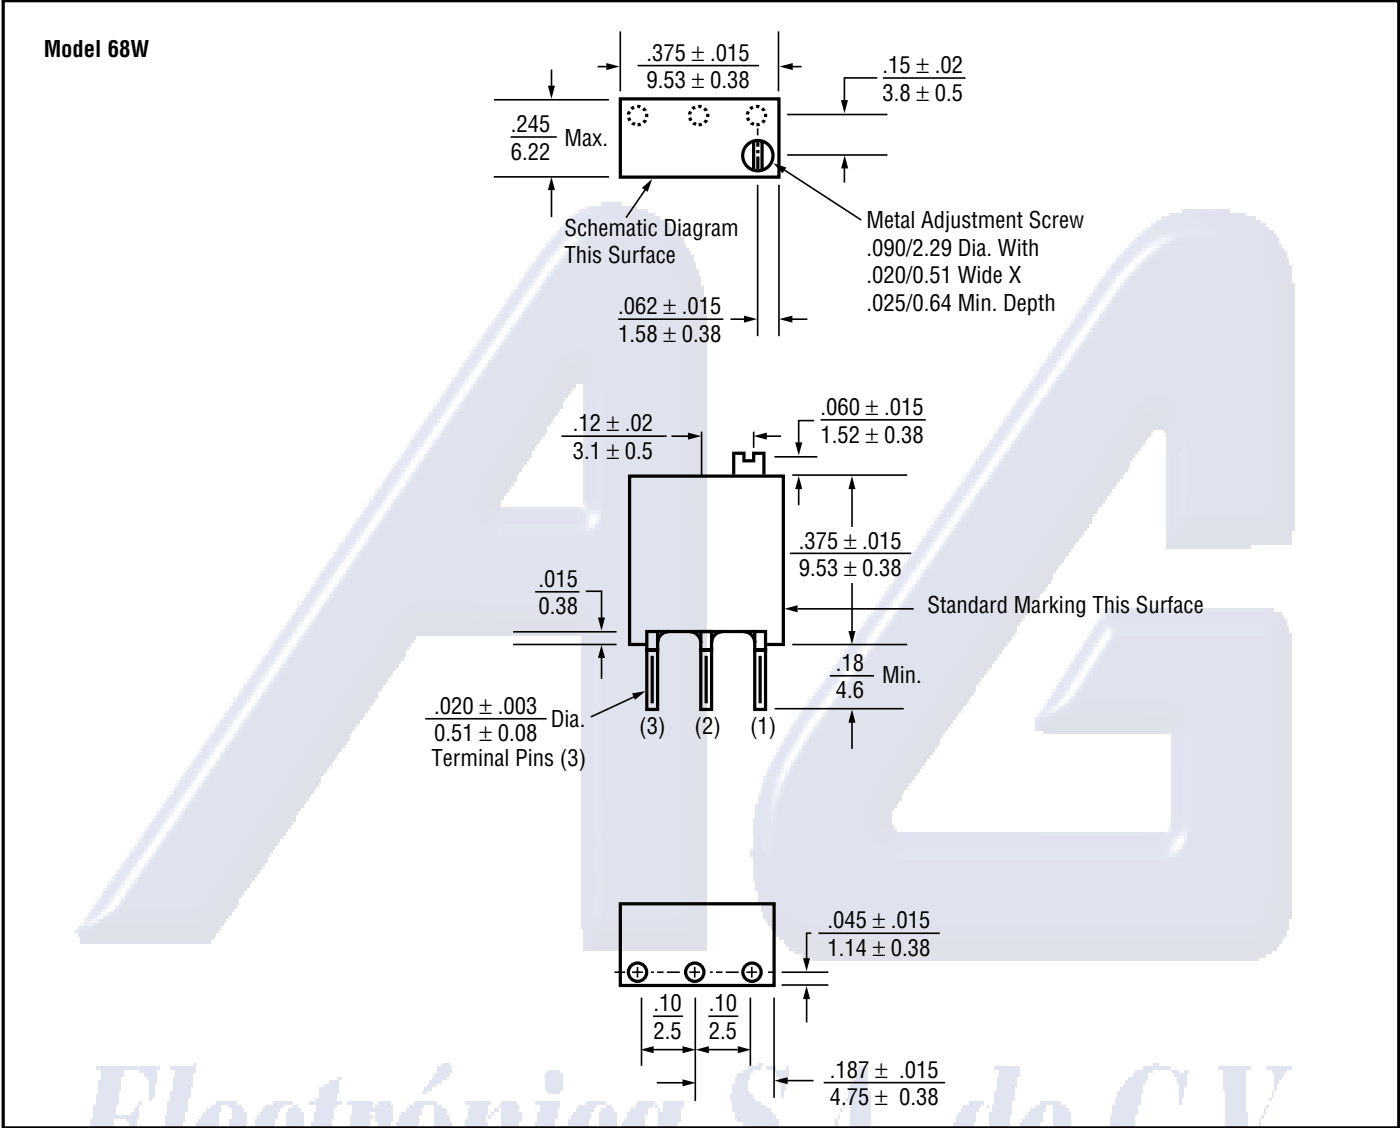 Model 68W
.375 ± .015
9.53 ± 0.38
.15 ± .02
3.8 ± 0.5
.245
6.22
Max.
Schematic Diagram
This Surface
Metal Adjustment Screw
.090/2.29 Dia. With
.020/0.51 Wide X
.025/0.64 Min. Depth
.062 ± .015
1.58 ± 0.38
.12 ± .02
3.1 ± 0.5
.060 ± .015
1.52 ± 0.38
.375 ± .015
9.53 ± 0.38
.015
0.38
Standard Marking This Surface
.18
4.6
Min.
.020 ± .003
0.51 ± 0.08
Dia.
Terminal Pins (3)
(3) (2) (1)
.045 ± .015
1.14 ± 0.38
.10
2.5
.10
2.5
.187 ± .015
4.75 ± 0.38
AG
Electrónica S.A. de C.V.